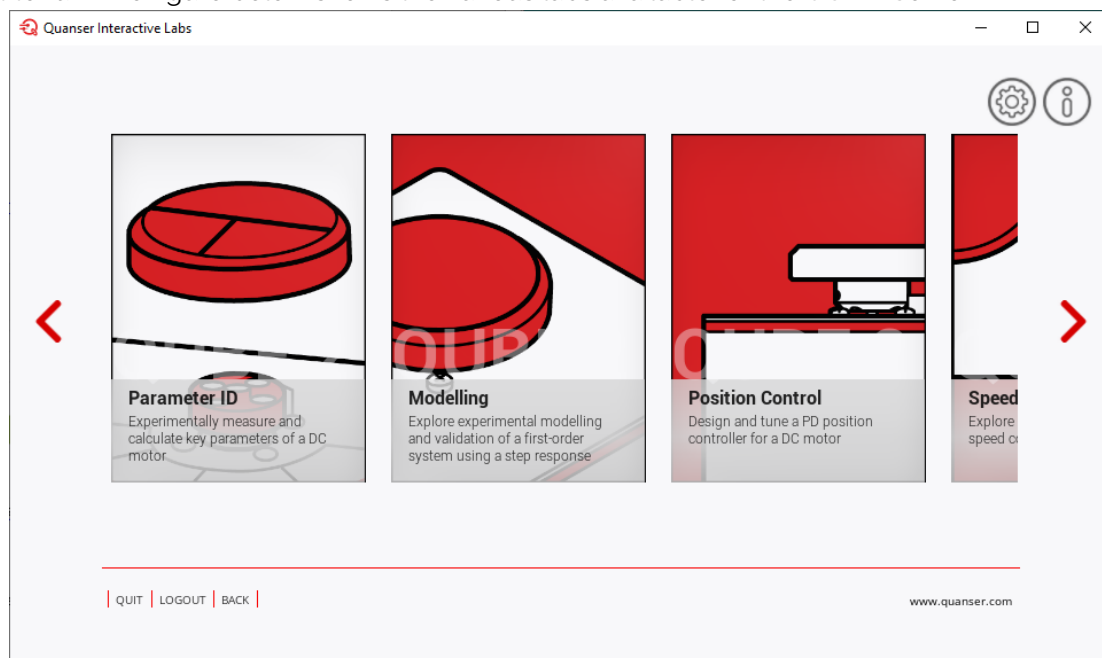 Quanser Interactive Labs
Parameter ID
Experimentally measure and
calculate key parameters of a DC
motor
Modelling
Explore experimental modelling
and validation of a first-order
system using a step response
Position Control
Design and tune a PD position
controller for a DC motor
Speed
Explore
speed
QUIT
LOGOUT
BACK
www.quanser.com